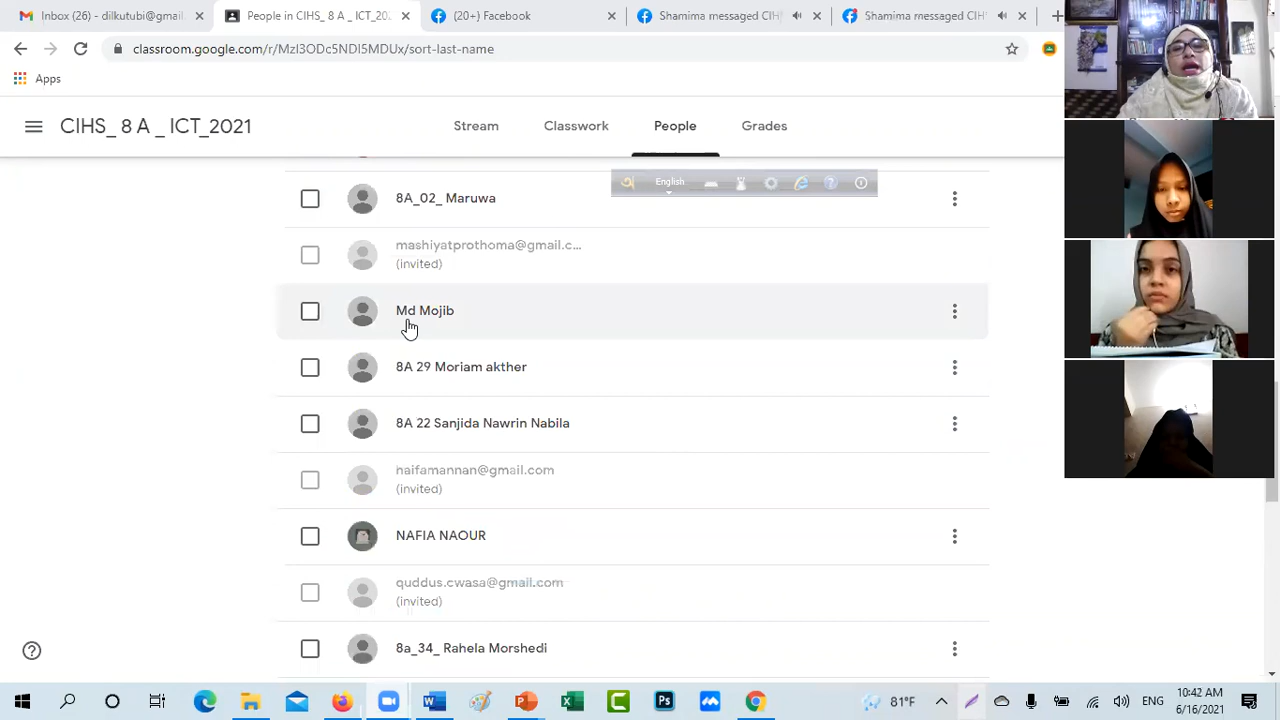 Inbox (26) - dilkutubi@gmail.
People in CIHS_ 8 A _ ICT_202
(20) Facebook
Shamima messaged CIH
Shamima messaged CIH
classroom.google.com/r/MzI3ODc5NDI5MDUx/sort-last-name
Apps
CIHS_ 8 A _ ICT_2021
Stream
Classwork
People
Grades
English
8A_02_ Maruwa
mashiyatprothoma@gmail.c...
(invited)
Md Mojib
8A 29 Moriam akther
8A 22 Sanjida Nawrin Nabila
naifamannan@gmail.com
(invited)
NAFIA NAOUR
quddus.cwasa@gmail.com
(invited)
8a_34_ Rahela Morshedi
81°F
ENG
10:42 AM
6/16/2021